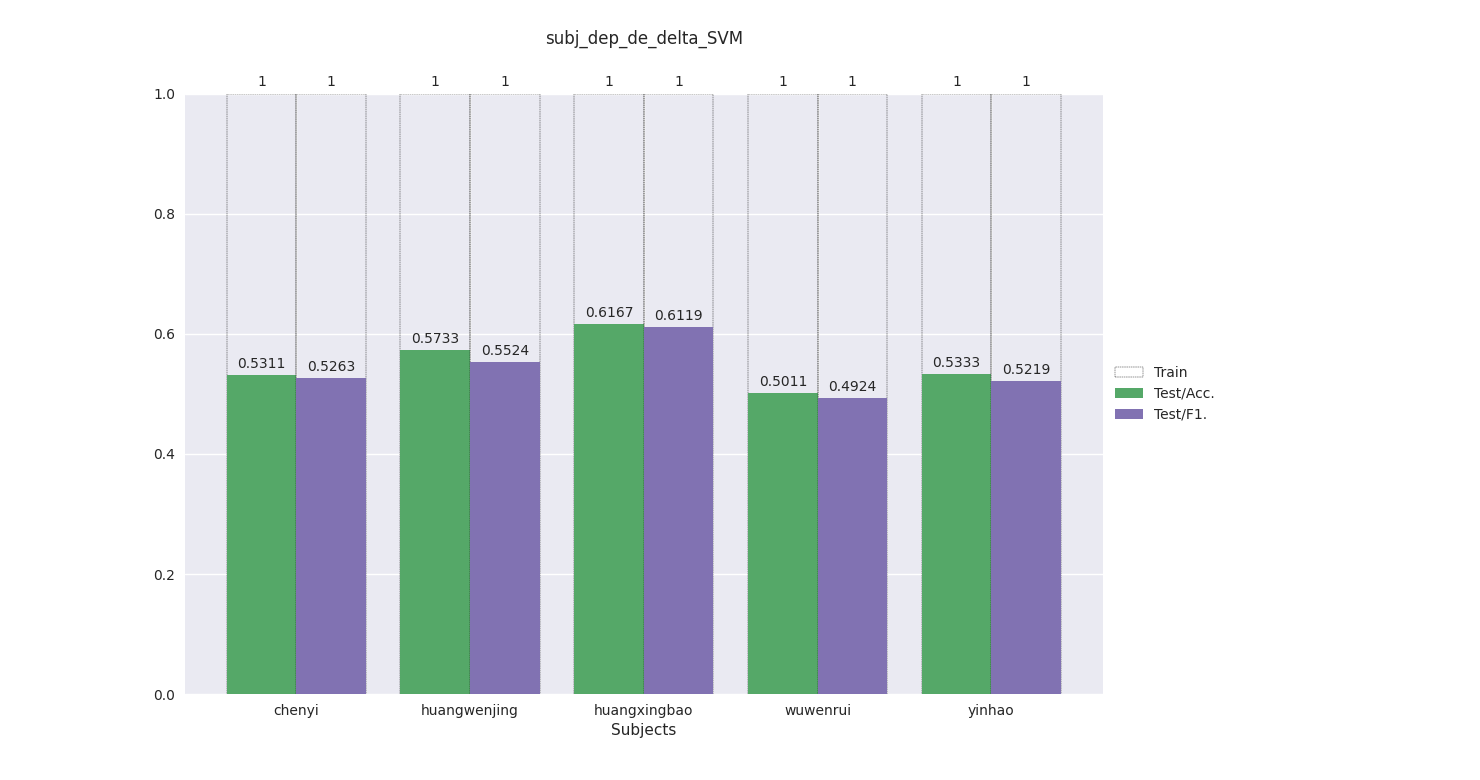 subj_dep_de_delta_SVM
1 1 1 1 1 1 1 1 1 1
1.0
0.8
0.6
0.4
0.2
0.0
0.5311 0.5263 0.5733 0.5524 0.6167 0.6119 0.5011 0.4924 0.5333 0.5219
chenyi huangwenjing huangxingbao wuwenrui yinhao
Subjects
Train
Test/Acc.
Test/F1.